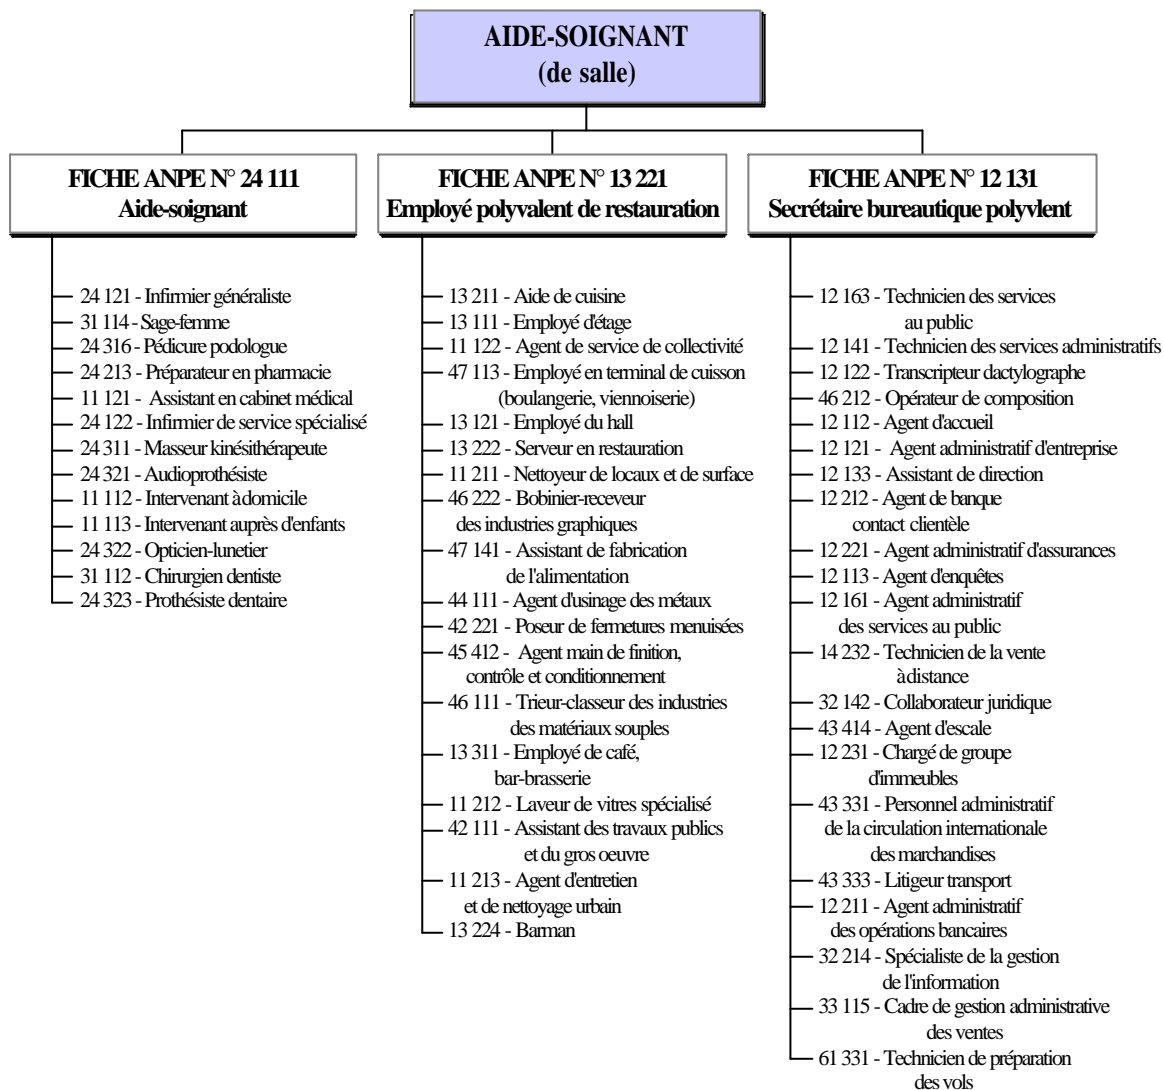 AIDE-SOIGNANT
(de salle)
FICHE ANPE N° 24 111
Aide-soignant
24 121 - Infirmier généraliste
31 114 - Sage-femme
24 316 - Pédicure podologue
24 213 - Préparateur en pharmacie
11 121 - Assistant en cabinet médical
24 122 - Infirmier de service spécialisé
24 311 - Masseur kinésithérapeute
24 321 - Audioprothésiste
11 112 - Intervenant à domicile
11 113 - Intervenant auprès d'enfants
24 322 - Opticien-lunetier
31 112 - Chirurgien dentiste
24 323 - Prothésiste dentaire
FICHE ANPE N° 13 221
Employé polyvalent de restauration
13 211 - Aide de cuisine
13 111 - Employé d'étage
11 122 - Agent de service de collectivité
47 113 - Employé en terminal de cuisson
(boulangerie, viennoiserie)
13 121 - Employé du hall
13 222 - Serveur en restauration
11 211 - Nettoyeur de locaux et de surface
46 222 - Bobinier-receveur
des industries graphiques
47 141 - Assistant de fabrication
de l'alimentation
44 111 - Agent d'usinage des métaux
42 221 - Poseur de fermetures menuisées
45 412 - Agent main de finition,
contrôle et conditionnement
46 111 - Trieur-classeur des industries
des matériaux souples
13 311 - Employé de café,
bar-brasserie
11 212 - Laveur de vitres spécialisé
42 111 - Assistant des travaux publics
et du gros oeuvre
11 213 - Agent d'entretien
et de nettoyage urbain
13 224 - Barman
FICHE ANPE N° 12 131
Secrétaire bureautique polyvlent
12 163 - Technicien des services
au public
12 141 - Technicien des services administratifs
12 122 - Transcripteur dactylographe
46 212 - Opérateur de composition
12 112 - Agent d'accueil
12 121 - Agent administratif d'entreprise
12 133 - Assistant de direction
12 212 - Agent de banque
contact clientèle
12 221 - Agent administratif d'assurances
12 113 - Agent d'enquêtes
12 161 - Agent administratif
des services au public
14 232 - Technicien de la vente
à distance
32 142 - Collaborateur juridique
43 414 - Agent d'escale
12 231 - Chargé de groupe
d'immeubles
43 331 - Personnel administratif
de la circulation internationale
des marchandises
43 333 - Litigeur transport
12 211 - Agent administratif
des opérations bancaires
32 214 - Spécialiste de la gestion
de l'information
33 115 - Cadre de gestion administrative
des ventes
61 331 - Technicien de préparation
des vols